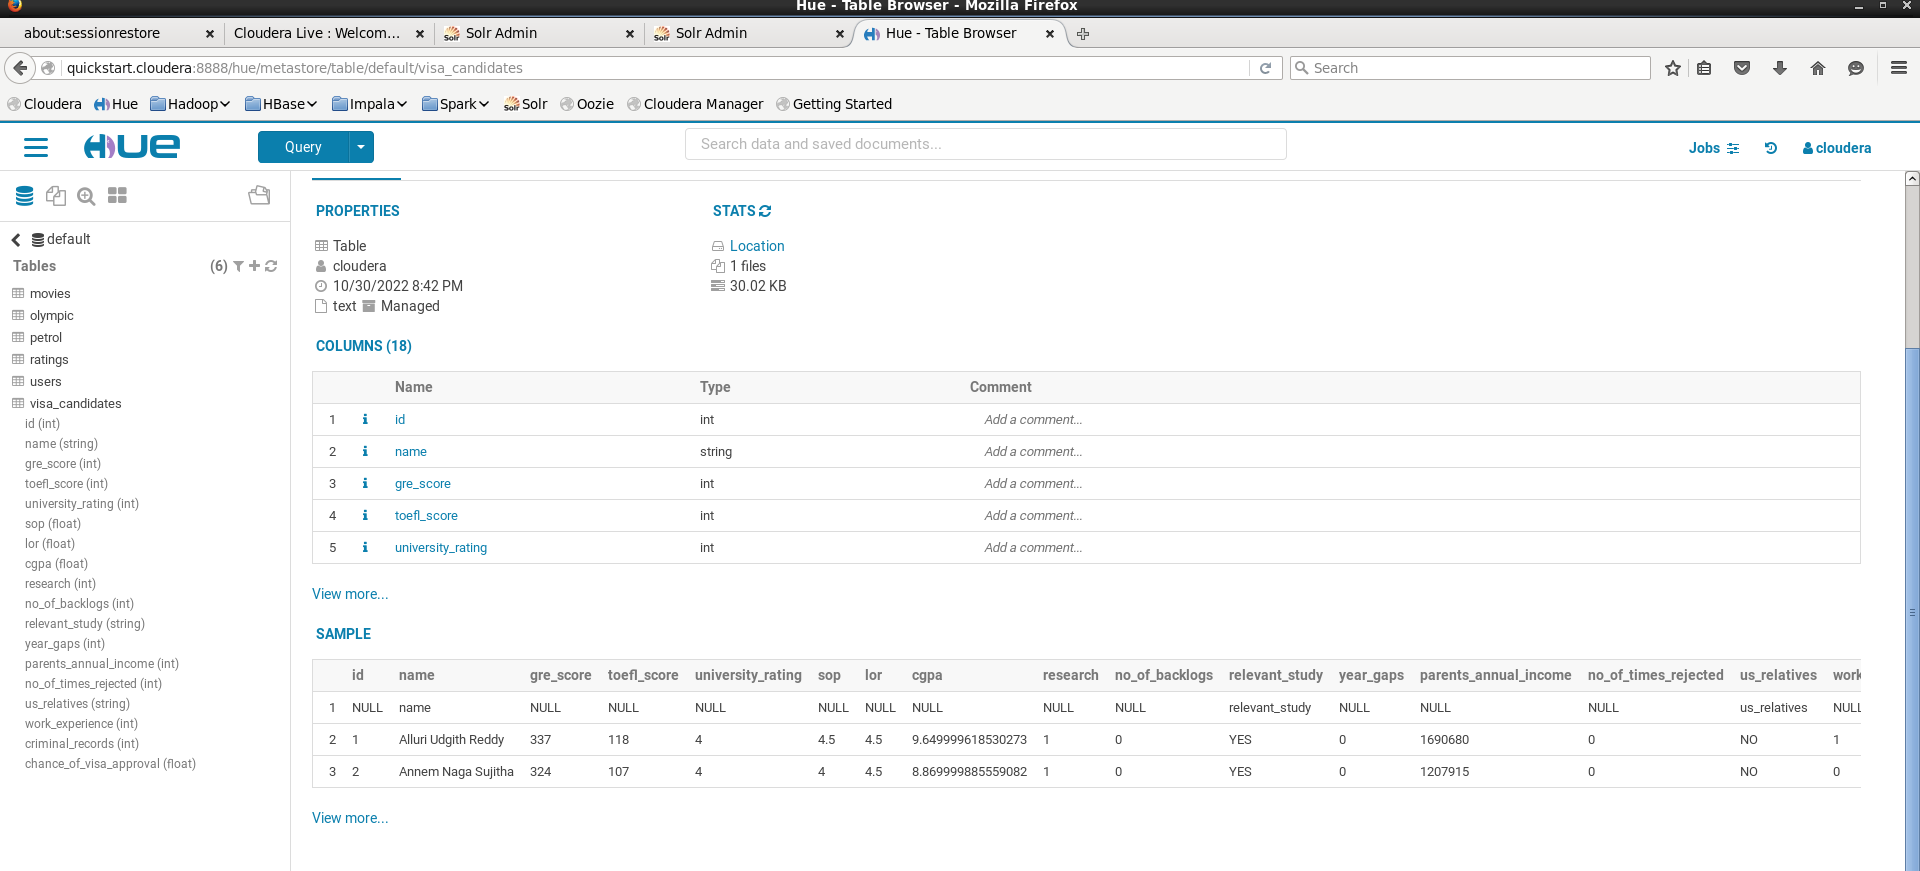 Hue - Table Browser - Mozilla Firefox
about:sessionrestore
Cloudera Live : Welcom...
Solr Admin
Solr Admin
Hue - Table Browser
quickstart.cloudera:8888/hue/metastore/table/default/visa_candidates
Search
Cloudera Hue Hadoop HBase Impala Spark Solr Oozie Cloudera Manager Getting Started
HUE
Query
Search data and saved documents...
Jobs
cloudera
default
Tables (6)
movies
olympic
petrol
ratings
users
visa_candidates
id (int)
name (string)
gre_score (int)
toefl_score (int)
university_rating (int)
sop (float)
lor (float)
cgpa (float)
research (int)
no_of_backlogs (int)
relevant_study (string)
year_gaps (int)
parents_annual_income (int)
no_of_times_rejected (int)
us_relatives (string)
work_experience (int)
criminal_records (int)
chance_of_visa_approval (float)
PROPERTIES
Table
cloudera
10/30/2022 8:42 PM
text Managed
STATS
Location
1 files
30.02 KB
COLUMNS (18)
Name Type Comment
1 i id int Add a comment...
2 i name string Add a comment...
3 i gre_score int Add a comment...
4 i toefl_score int Add a comment...
5 i university_rating int Add a comment...
View more...
SAMPLE
id name gre_score toefl_score university_rating sop lor cgpa research no_of_backlogs relevant_study year_gaps parents_annual_income no_of_times_rejected us_relatives work
1 NULL name NULL NULL NULL NULL NULL NULL NULL NULL relevant_study NULL NULL NULL us_relatives NULL
2 1 Alluri Udgith Reddy 337 118 4 4.5 4.5 9.649999618530273 1 0 YES 0 1690680 0 NO 1
3 2 Annem Naga Sujitha 324 107 4 4 4.5 8.869999885559082 1 0 YES 0 1207915 0 NO 0
View more...